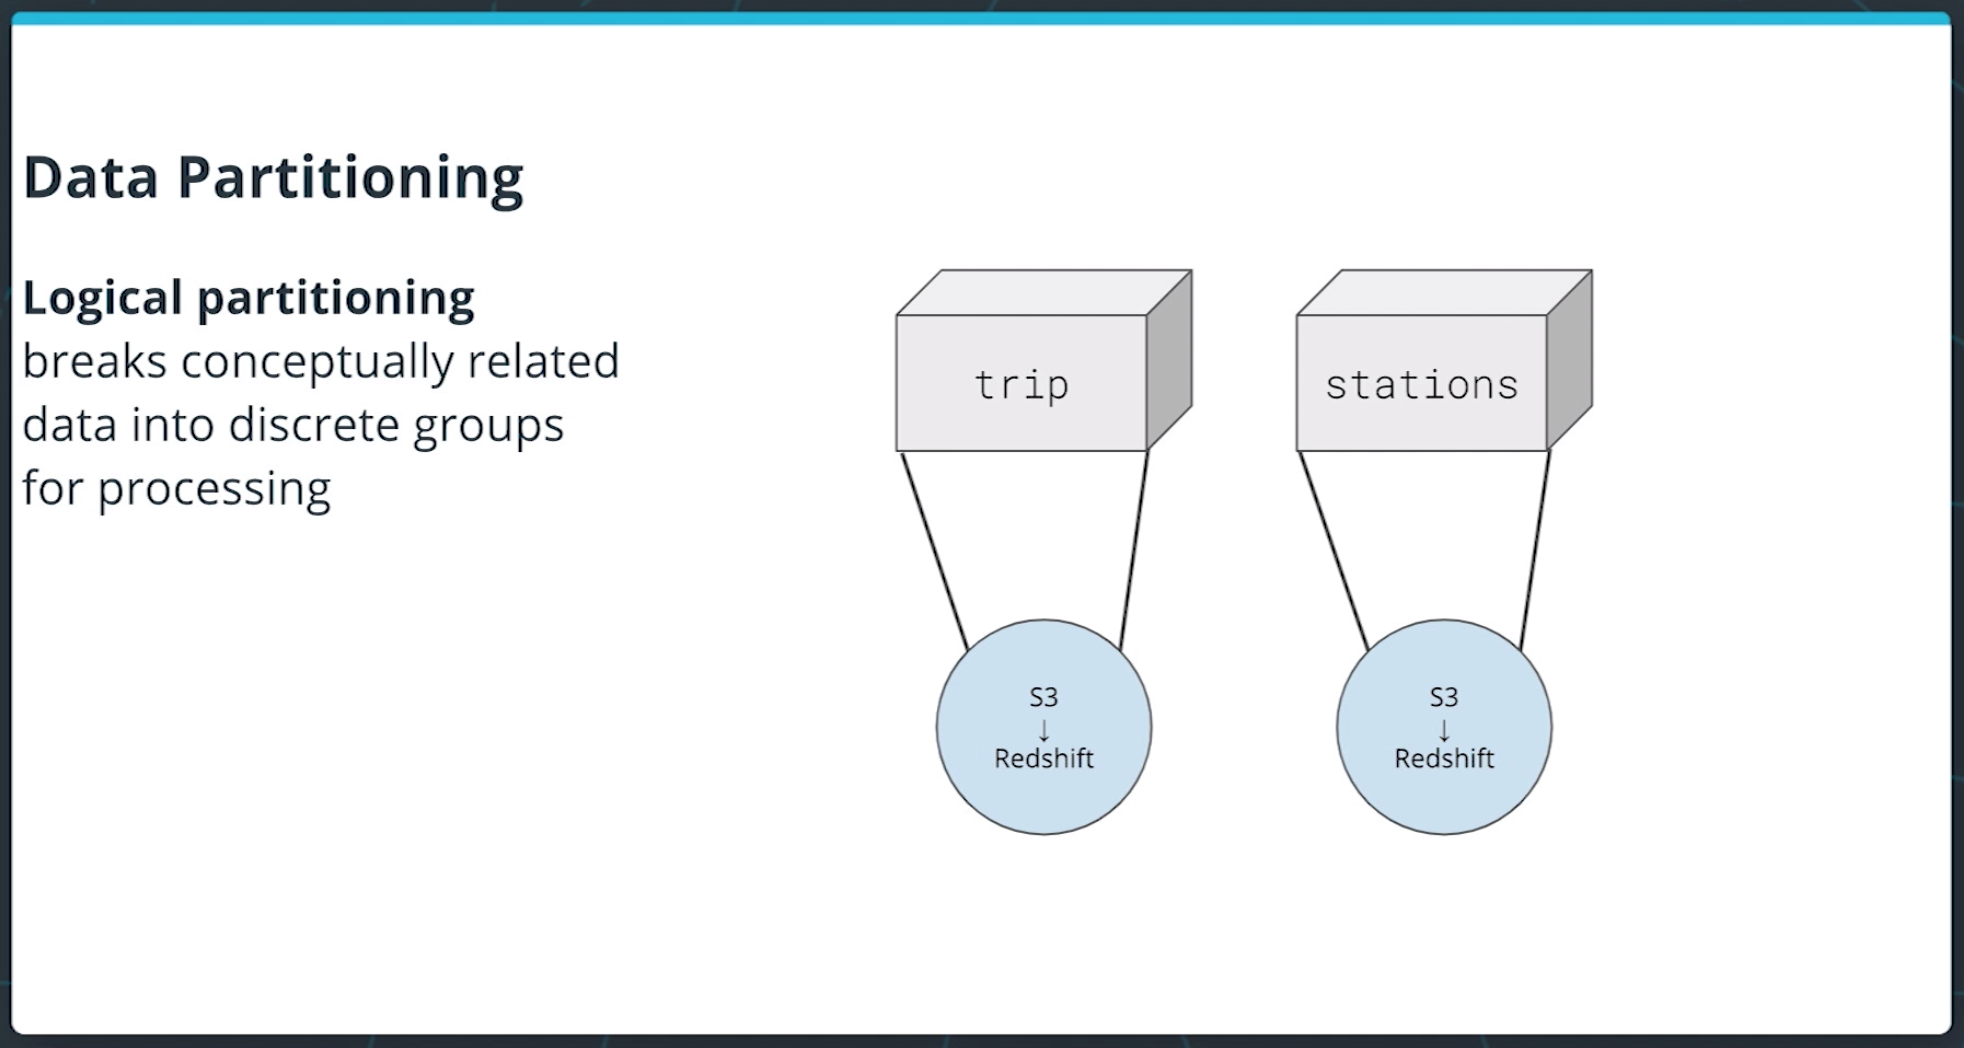 Data Partitioning
Logical partitioning
breaks conceptually related
data into discrete groups
for processing
trip
stations
S3
↓
Redshift
S3
↓
Redshift